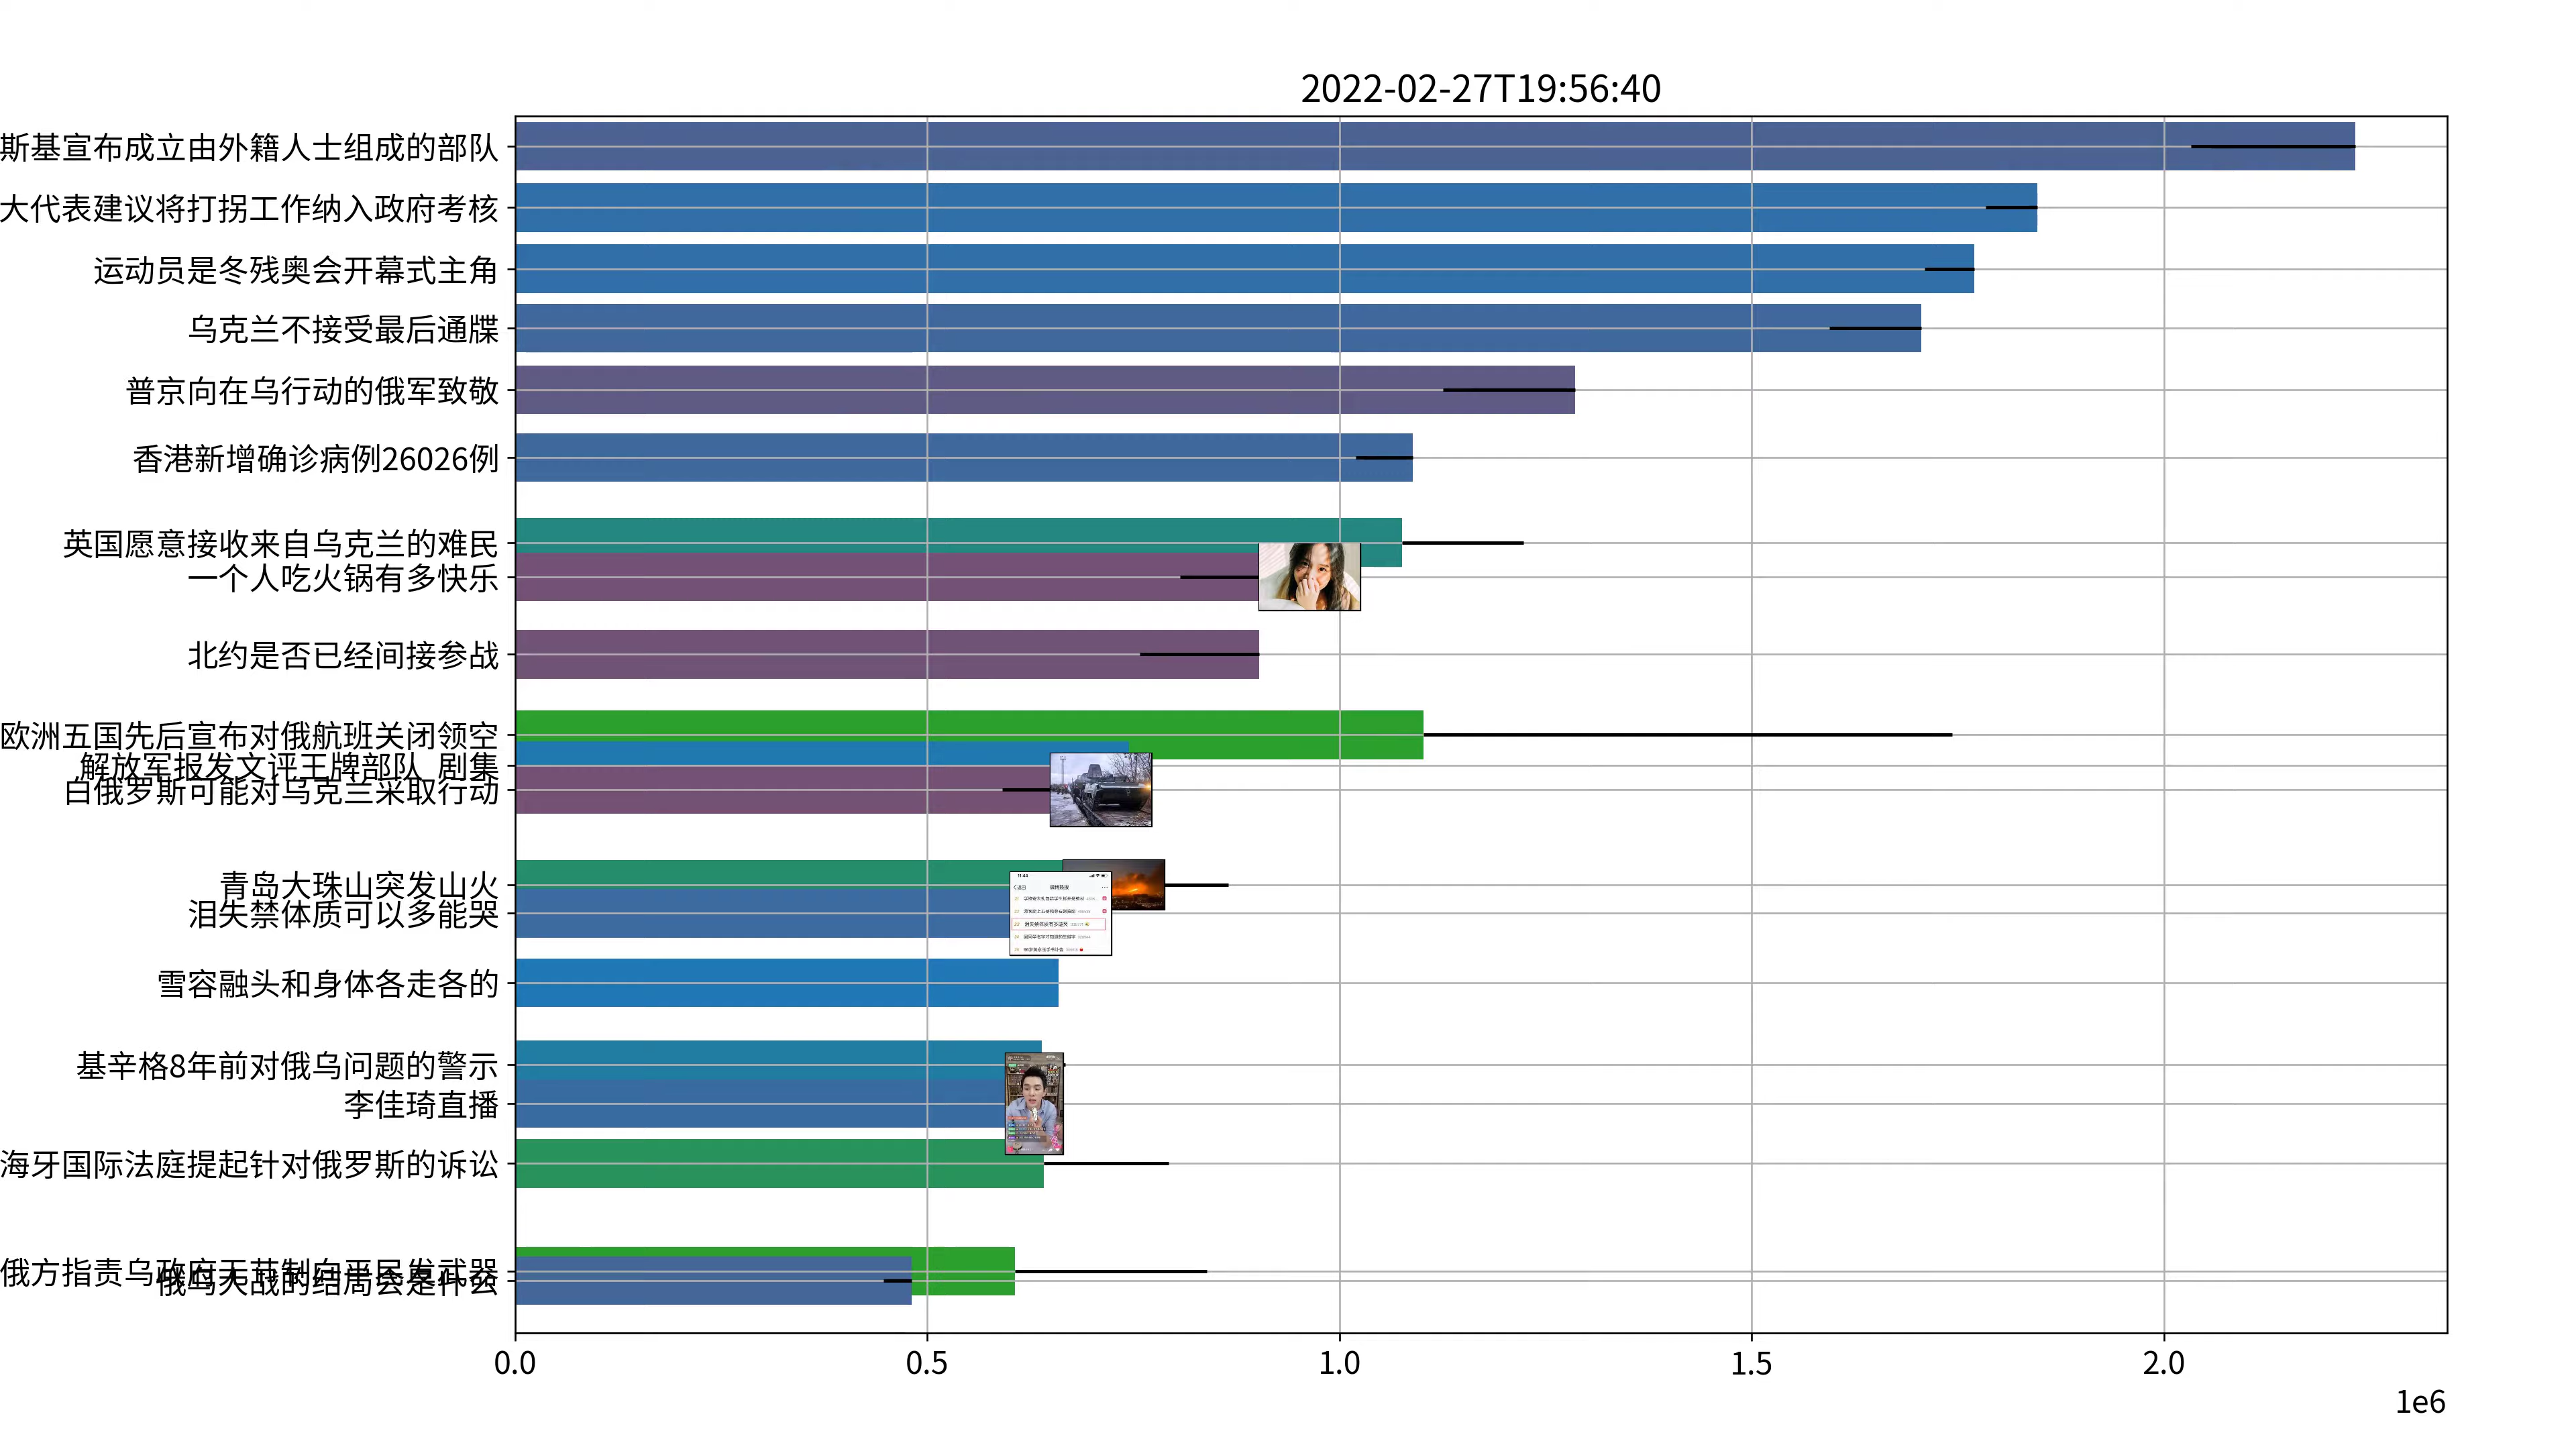 2022-02-27T19:56:40
斯基宣布成立由外籍人士组成的部队
大代表建议将打拐工作纳入政府考核
运动员是冬残奥会开幕式主角
乌克兰不接受最后通牒
普京向在乌行动的俄军致敬
香港新增确诊病例26026例
英国愿意接收来自乌克兰的难民
一个人吃火锅有多快乐
北约是否已经间接参战
欧洲五国先后宣布对俄航班关闭领空
解放军报发文评王牌部队 剧集
白俄罗斯可能对乌克兰采取行动
青岛大珠山突发山火
泪失禁体质可以多能哭
雪容融头和身体各走各的
基辛格8年前对俄乌问题的警示
李佳琦直播
海牙国际法庭提起针对俄罗斯的诉讼
俄方指责乌政府无节制向平民发武器
俄乌大战的结局会是什么
0.0 0.5 1.0 1.5 2.0
1e6